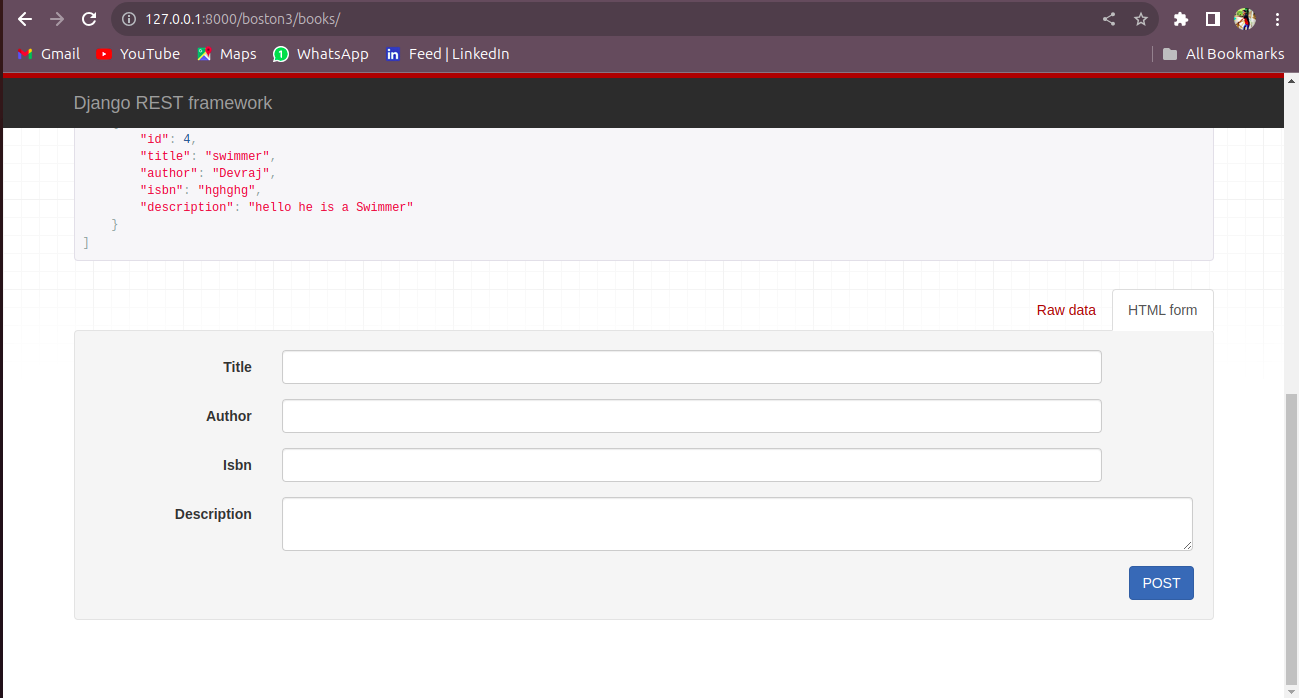 127.0.0.1:8000/boston3/books/
Gmail YouTube Maps 1 WhatsApp in Feed | LinkedIn All Bookmarks
Django REST framework
"id": 4,
"title": "swimmer",
"author": "Devraj",
"isbn": "hghghg",
"description": "hello he is a Swimmer"
}
]
Raw data HTML form
Title
Author
Isbn
Description
POST